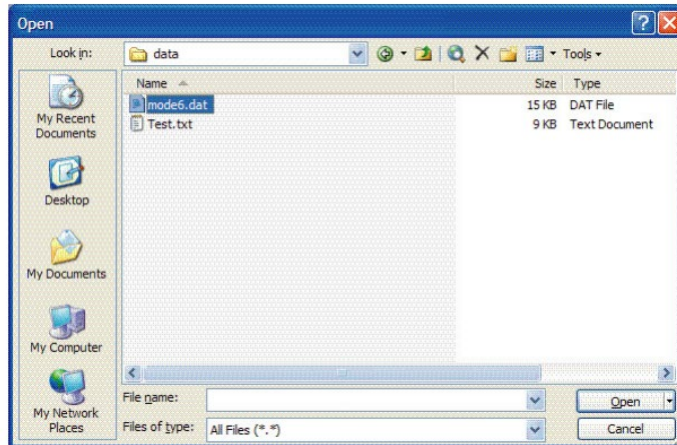 Open
Look in: data Tools
Name Size Type
mode6.dat 15 KB DAT File
Test.txt 9 KB Text Document
My Recent
Documents
Desktop
My Documents
My Computer
My Network
Places
File name: Open
Files of type: All Files (*.*) Cancel